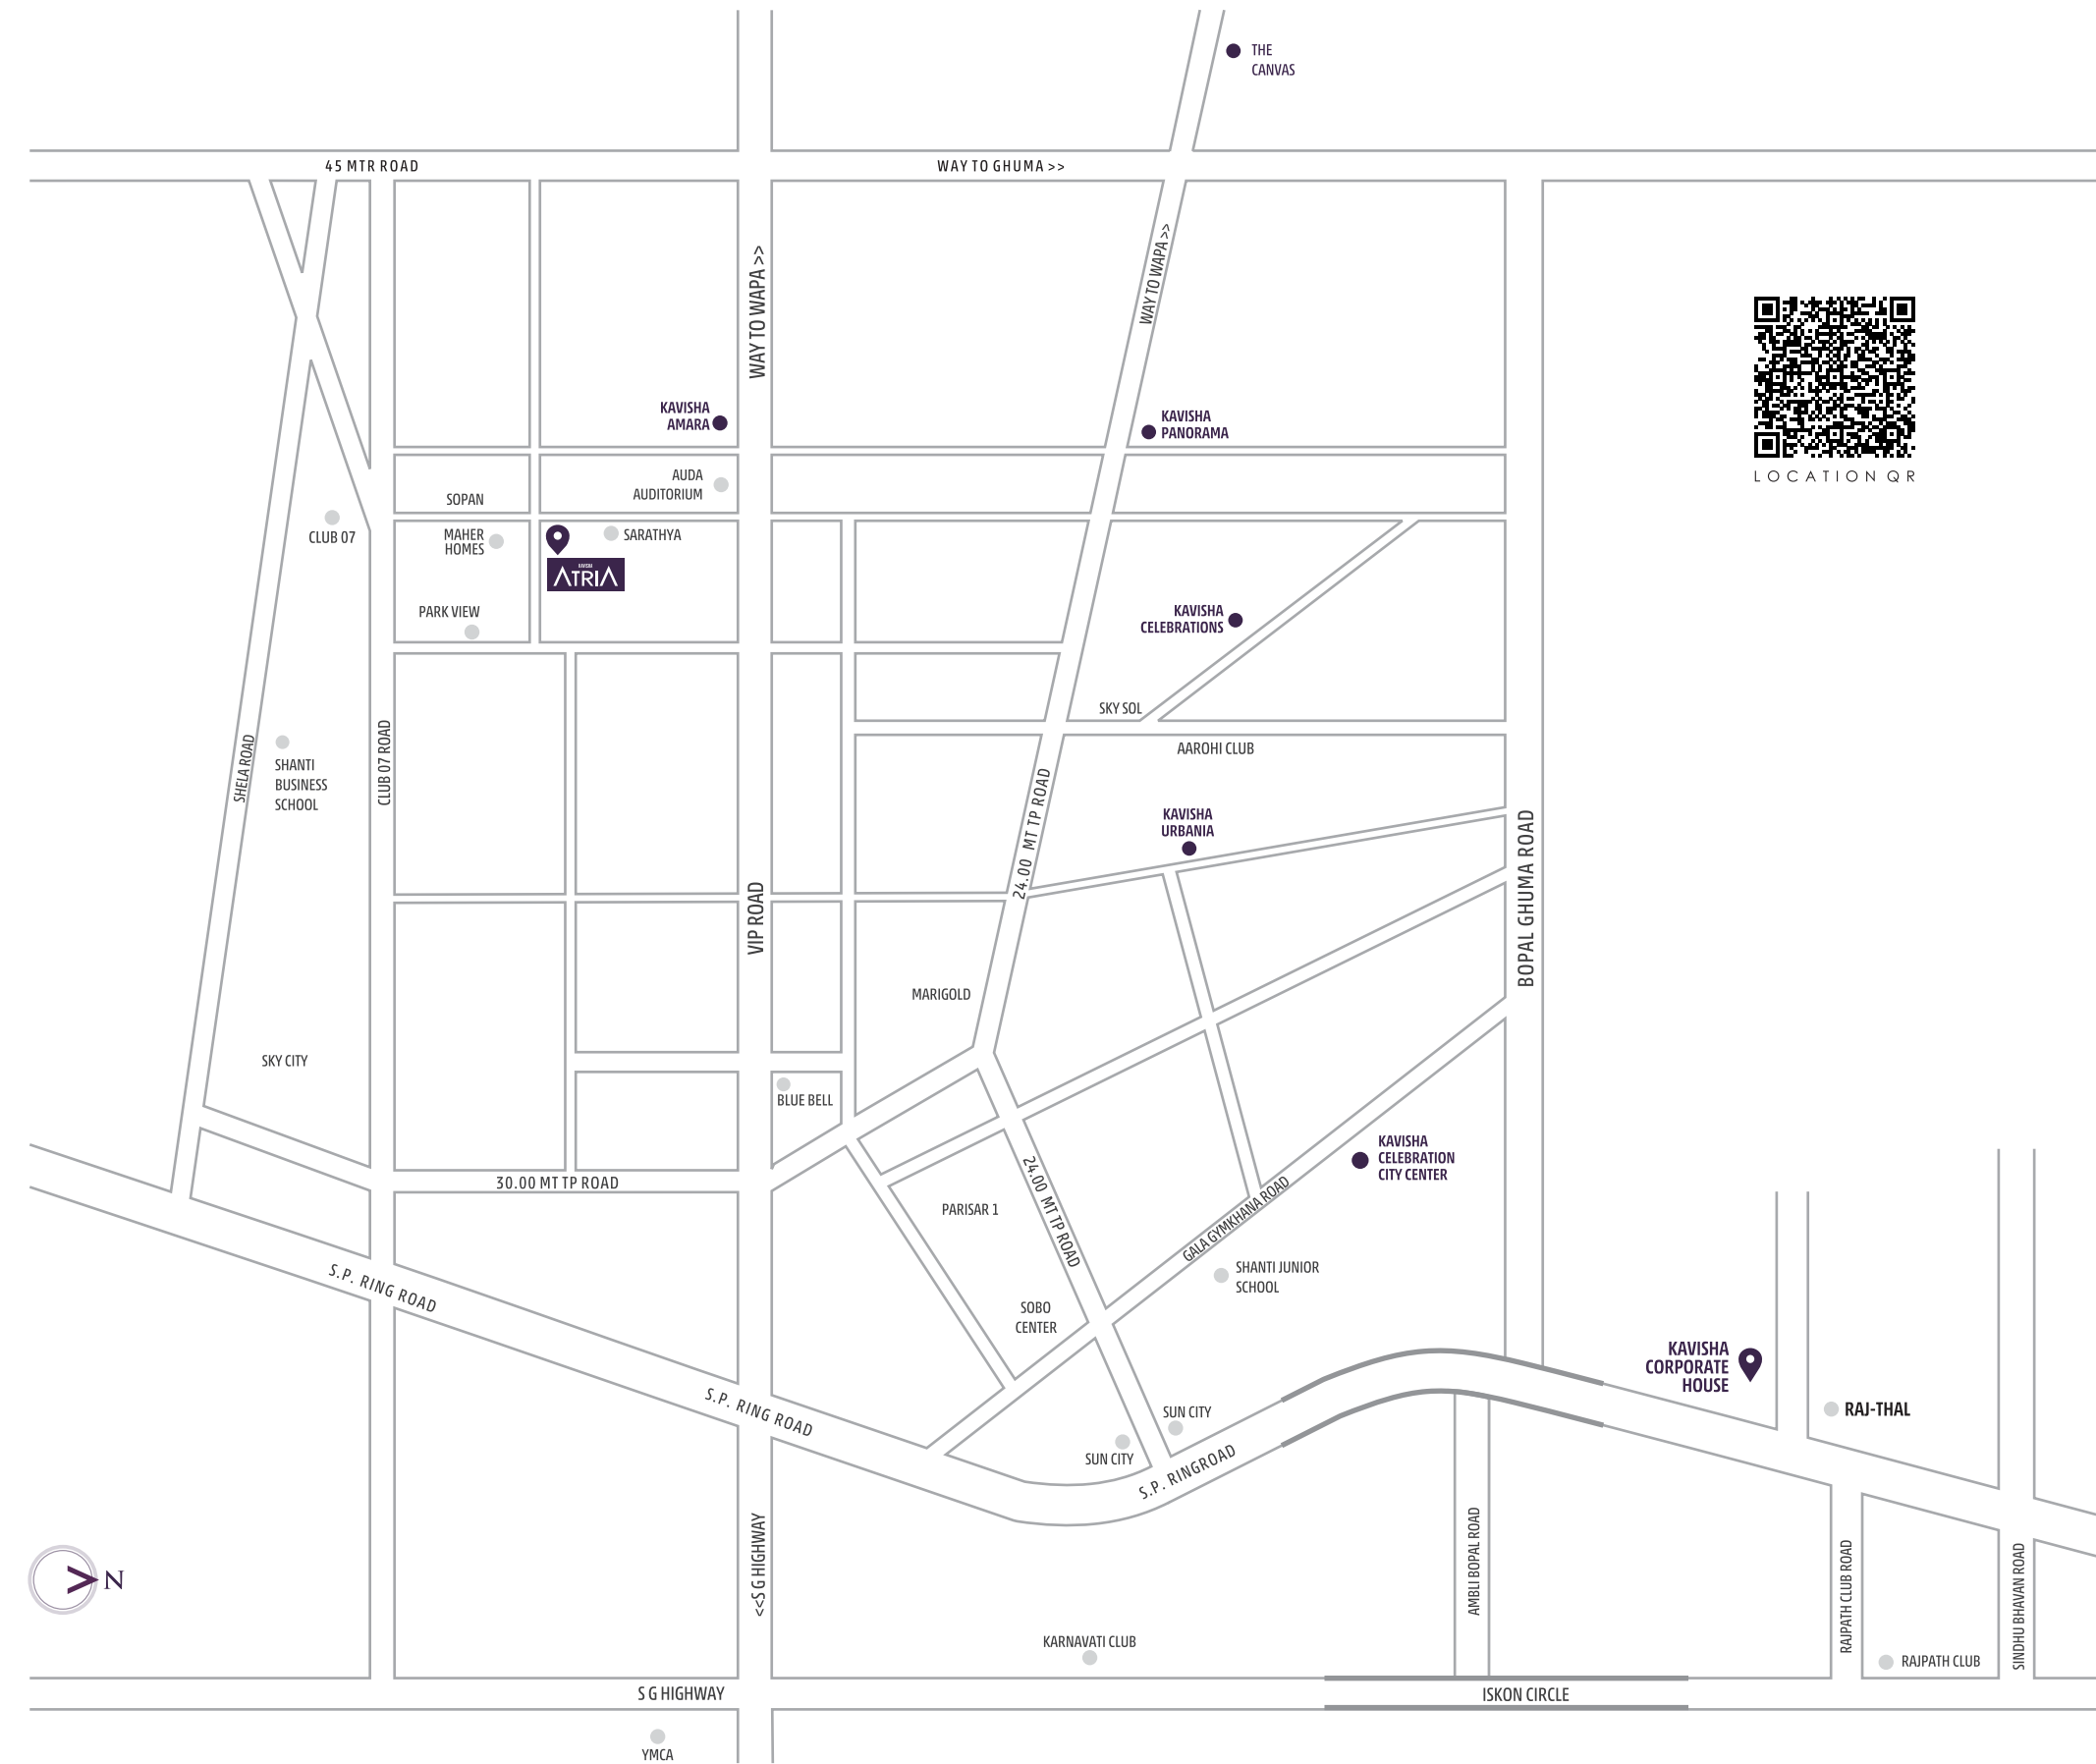 THE
CANVAS
45 MTR ROAD
WAY TO GHUMA >>
WAY TO WAPA >>
WAY TO WAPA >>
KAVISHA
AMARA
KAVISHA
PANORAMA
LOCATION QR
AUDA
AUDITORIUM
SOPAN
CLUB 07
MAHER
HOMES
SARATHYA
KAVISHA
ATRIA
PARK VIEW
KAVISHA
CELEBRATIONS
SKY SOL
AAROHI CLUB
SHELA ROAD
SHANTI
BUSINESS
SCHOOL
CLUB 07 ROAD
24.00 MT TP ROAD
KAVISHA
URBANIA
VIP ROAD
BOPAL GHUMA ROAD
MARIGOLD
SKY CITY
BLUE BELL
KAVISHA
CELEBRATION
CITY CENTER
30.00 MT TP ROAD
PARISAR 1
24.00 MT TP ROAD
GALA GYMKHANA ROAD
SHANTI JUNIOR
SCHOOL
S.P. RING ROAD
SOBO
CENTER
KAVISHA
CORPORATE
HOUSE
RAJ-THAL
S.P. RING ROAD
SUN CITY
SUN CITY
S.P. RINGROAD
N
<<S G HIGHWAY
AMBLI BOPAL ROAD
RAJPATH CLUB ROAD
SINDHU BHAVAN ROAD
KARNAVATI CLUB
RAJPATH CLUB
S G HIGHWAY
ISKON CIRCLE
YMCA